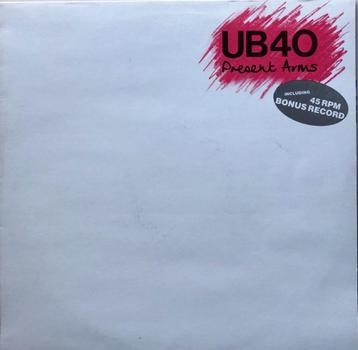 UB40
Present Arms
INCLUDING
45 RPM
BONUS RECORD